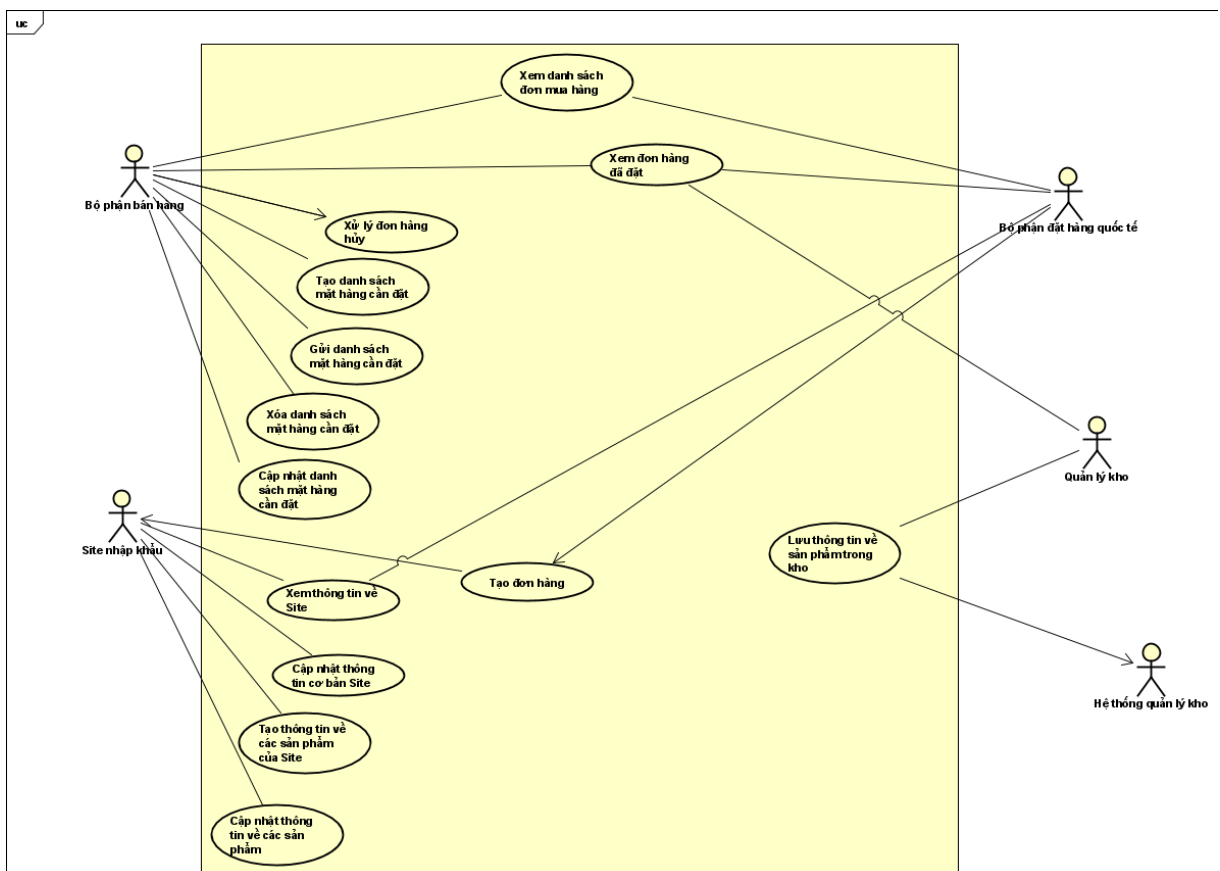 uc
Xem danh sách
đơn mua hàng
Xem đơn hàng
đã đặt
Bộ phận bán hàng
Bộ phận đặt hàng quốc tế
Xử lý đơn hàng
hủy
Tạo danh sách
mặt hàng cần đặt
Gửi danh sách
mặt hàng cần đặt
Xóa danh sách
mặt hàng cần đặt
Cập nhật danh
sách mặt hàng
cần đặt
Quản lý kho
Site nhập khẩu
Lưu thông tin về
sản phẩm trong
kho
Xem thông tin về
Site
Tạo đơn hàng
Cập nhật thông
tin cơ bản Site
Hệ thống quản lý kho
Tạo thông tin về
các sản phẩm
của Site
Cập nhật thông
tin về các sản
phẩm